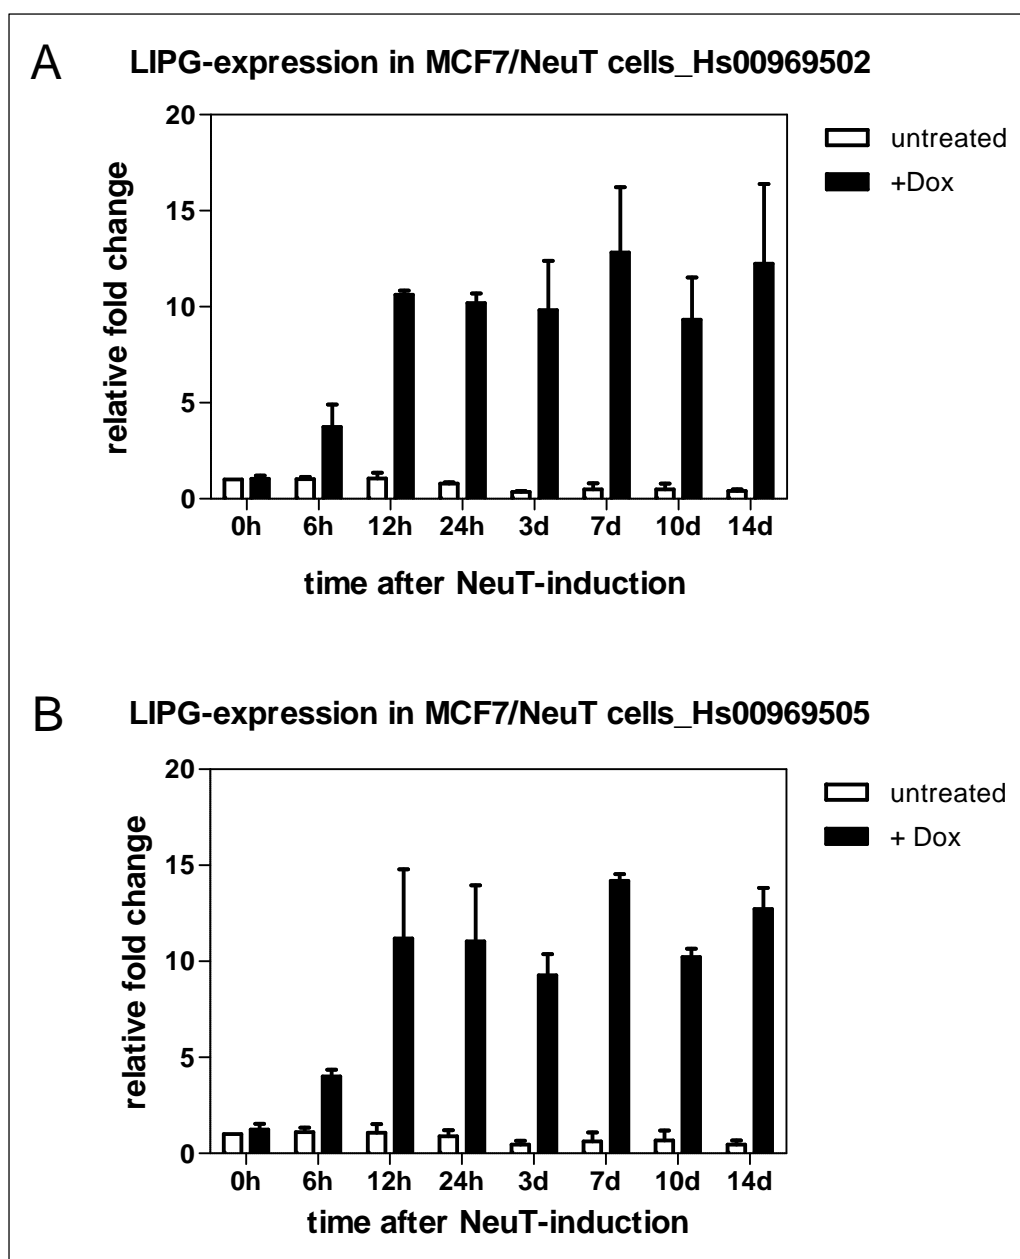 A
LIPG-expression in MCF7/NeuT cells_Hs00969502
20
15
10
5
0
relative fold change
untreated
+Dox
0h 6h 12h 24h 3d 7d 10d 14d
time after NeuT-induction
B
LIPG-expression in MCF7/NeuT cells_Hs00969505
20
15
10
5
0
relative fold change
untreated
+ Dox
0h 6h 12h 24h 3d 7d 10d 14d
time after NeuT-induction